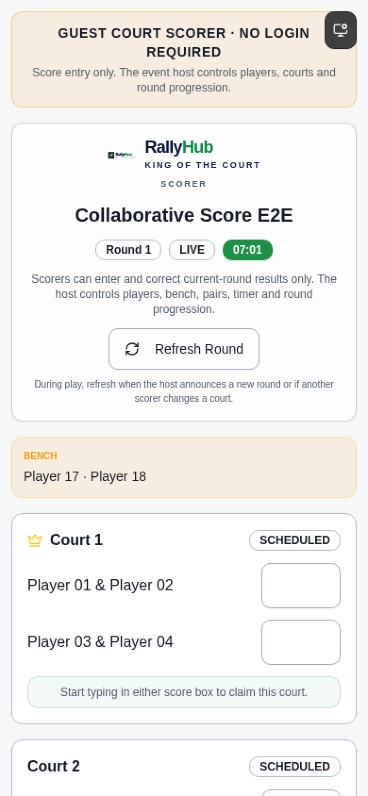 GUEST COURT SCORER · NO LOGIN
REQUIRED
Score entry only. The event host controls players, courts and
round progression.
RallyHub
KING OF THE COURT
SCORER
Collaborative Score E2E
Round 1 LIVE 07:01
Scorers can enter and correct current-round results only. The
host controls players, bench, pairs, timer and round
progression.
Refresh Round
During play, refresh when the host announces a new round or if another
scorer changes a court.
BENCH
Player 17 · Player 18
Court 1 SCHEDULED
Player 01 & Player 02
Player 03 & Player 04
Start typing in either score box to claim this court.
Court 2 SCHEDULED